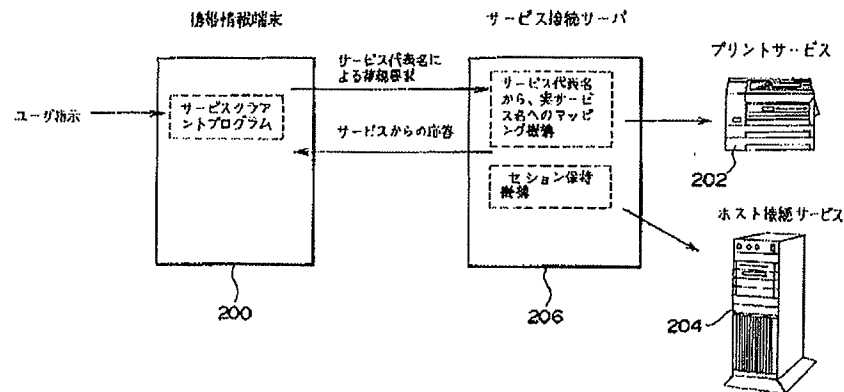 携帯情報端末
サービス接続サーバ
プリントサービス
サービス代表名に
よる接続要求
サービス代表名
から、実サービ
ス名へのマッピ
ング機構
ユーザ指示
サービスクライア
ントプログラム
サービスからの応答
202
セション保持
機構
ホスト接続サービス
200
206
204